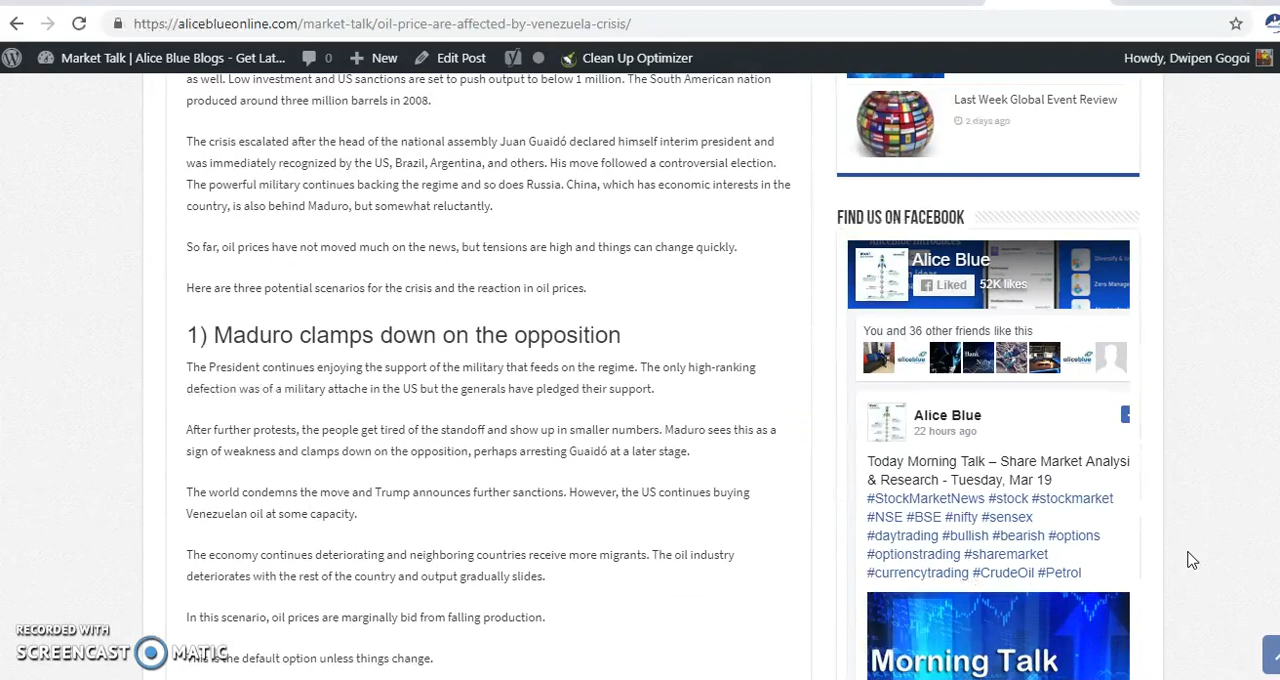 https://aliceblueonline.com/market-talk/oil-price-are-affected-by-venezuela-crisis/
Market Talk | Alice Blue Blogs - Get Lat... 0 New Edit Post Clean Up Optimizer Howdy, Dwipen Gogoi
as well. Low investment and US sanctions are set to push output to below 1 million. The South American nation
produced around three million barrels in 2008.
The crisis escalated after the head of the national assembly Juan Guaidó declared himself interim president and
was immediately recognized by the US, Brazil, Argentina, and others. His move followed a controversial election.
The powerful military continues backing the regime and so does Russia. China, which has economic interests in the
country, is also behind Maduro, but somewhat reluctantly.
So far, oil prices have not moved much on the news, but tensions are high and things can change quickly.
Here are three potential scenarios for the crisis and the reaction in oil prices.
1) Maduro clamps down on the opposition
The President continues enjoying the support of the military that feeds on the regime. The only high-ranking
defection was of a military attache in the US but the generals have pledged their support.
After further protests, the people get tired of the standoff and show up in smaller numbers. Maduro sees this as a
sign of weakness and clamps down on the opposition, perhaps arresting Guaidó at a later stage.
The world condemns the move and Trump announces further sanctions. However, the US continues buying
Venezuelan oil at some capacity.
The economy continues deteriorating and neighboring countries receive more migrants. The oil industry
deteriorates with the rest of the country and output gradually slides.
In this scenario, oil prices are marginally bid from falling production.
This is the default option unless things change.
Last Week Global Event Review
2 days ago
FIND US ON FACEBOOK
Alice Blue
Liked 52K likes
You and 36 other friends like this
Alice Blue
22 hours ago
Today Morning Talk – Share Market Analysi
& Research - Tuesday, Mar 19
#StockMarketNews #stock #stockmarket
#NSE #BSE #nifty #sensex
#daytrading #bullish #bearish #options
#optionstrading #sharemarket
#currencytrading #CrudeOil #Petrol
Morning Talk
RECORDED WITH
SCREENCAST MATIC